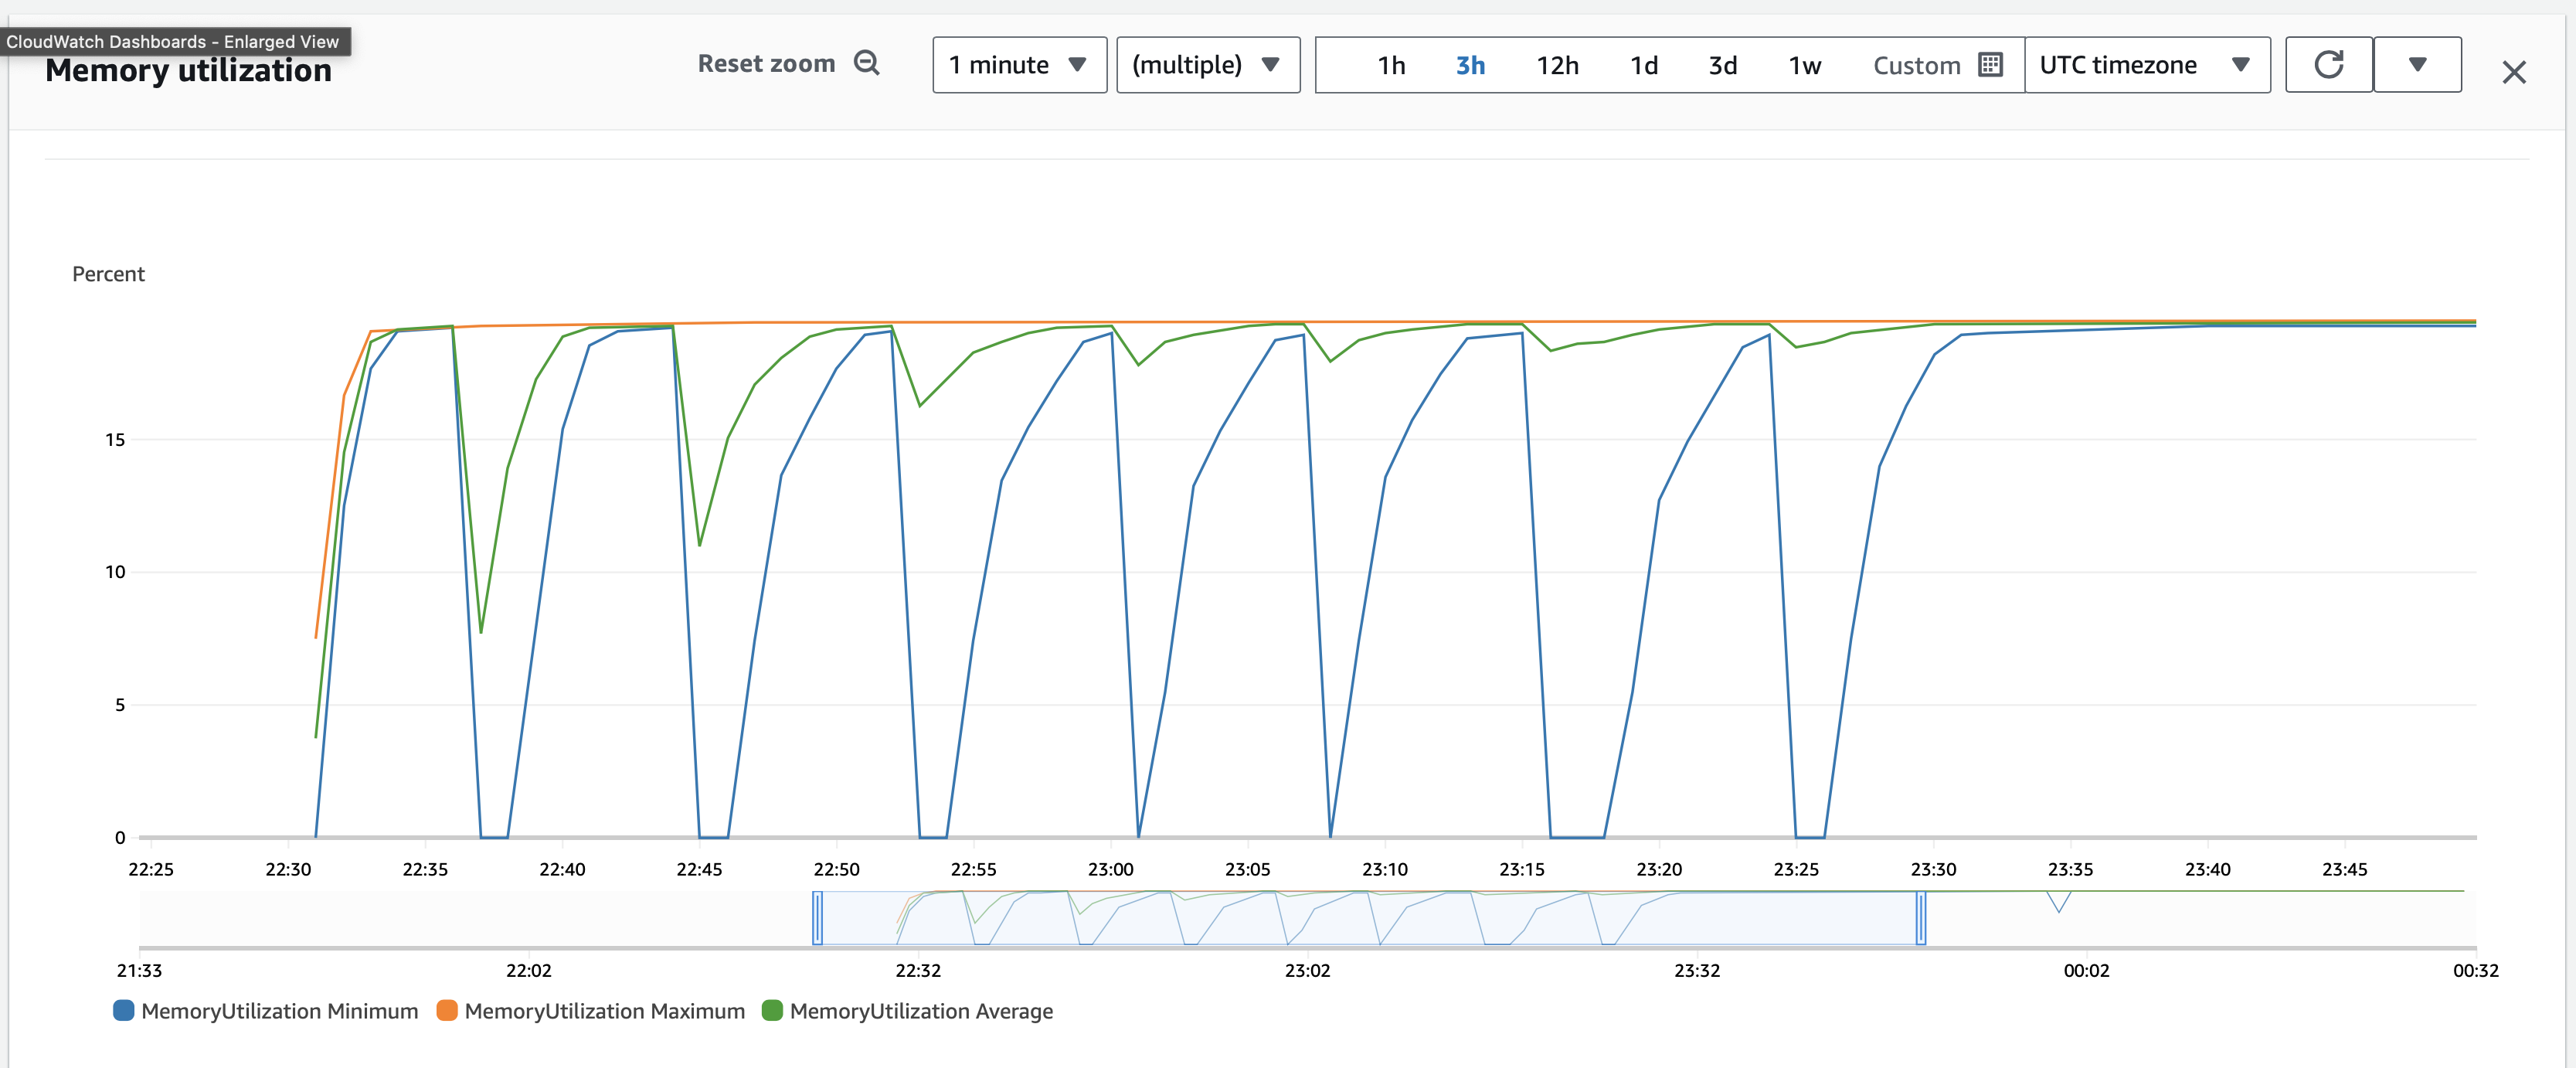 CloudWatch Dashboards - Enlarged View
Memory utilization
Reset zoom
1 minute
(multiple)
1h 3h 12h 1d 3d 1w Custom
UTC timezone
Percent
15
10
5
0
22:25 22:30 22:35 22:40 22:45 22:50 22:55 23:00 23:05 23:10 23:15 23:20 23:25 23:30 23:35 23:40 23:45
21:33 22:02 22:32 23:02 23:32 00:02 00:32
MemoryUtilization Minimum MemoryUtilization Maximum MemoryUtilization Average